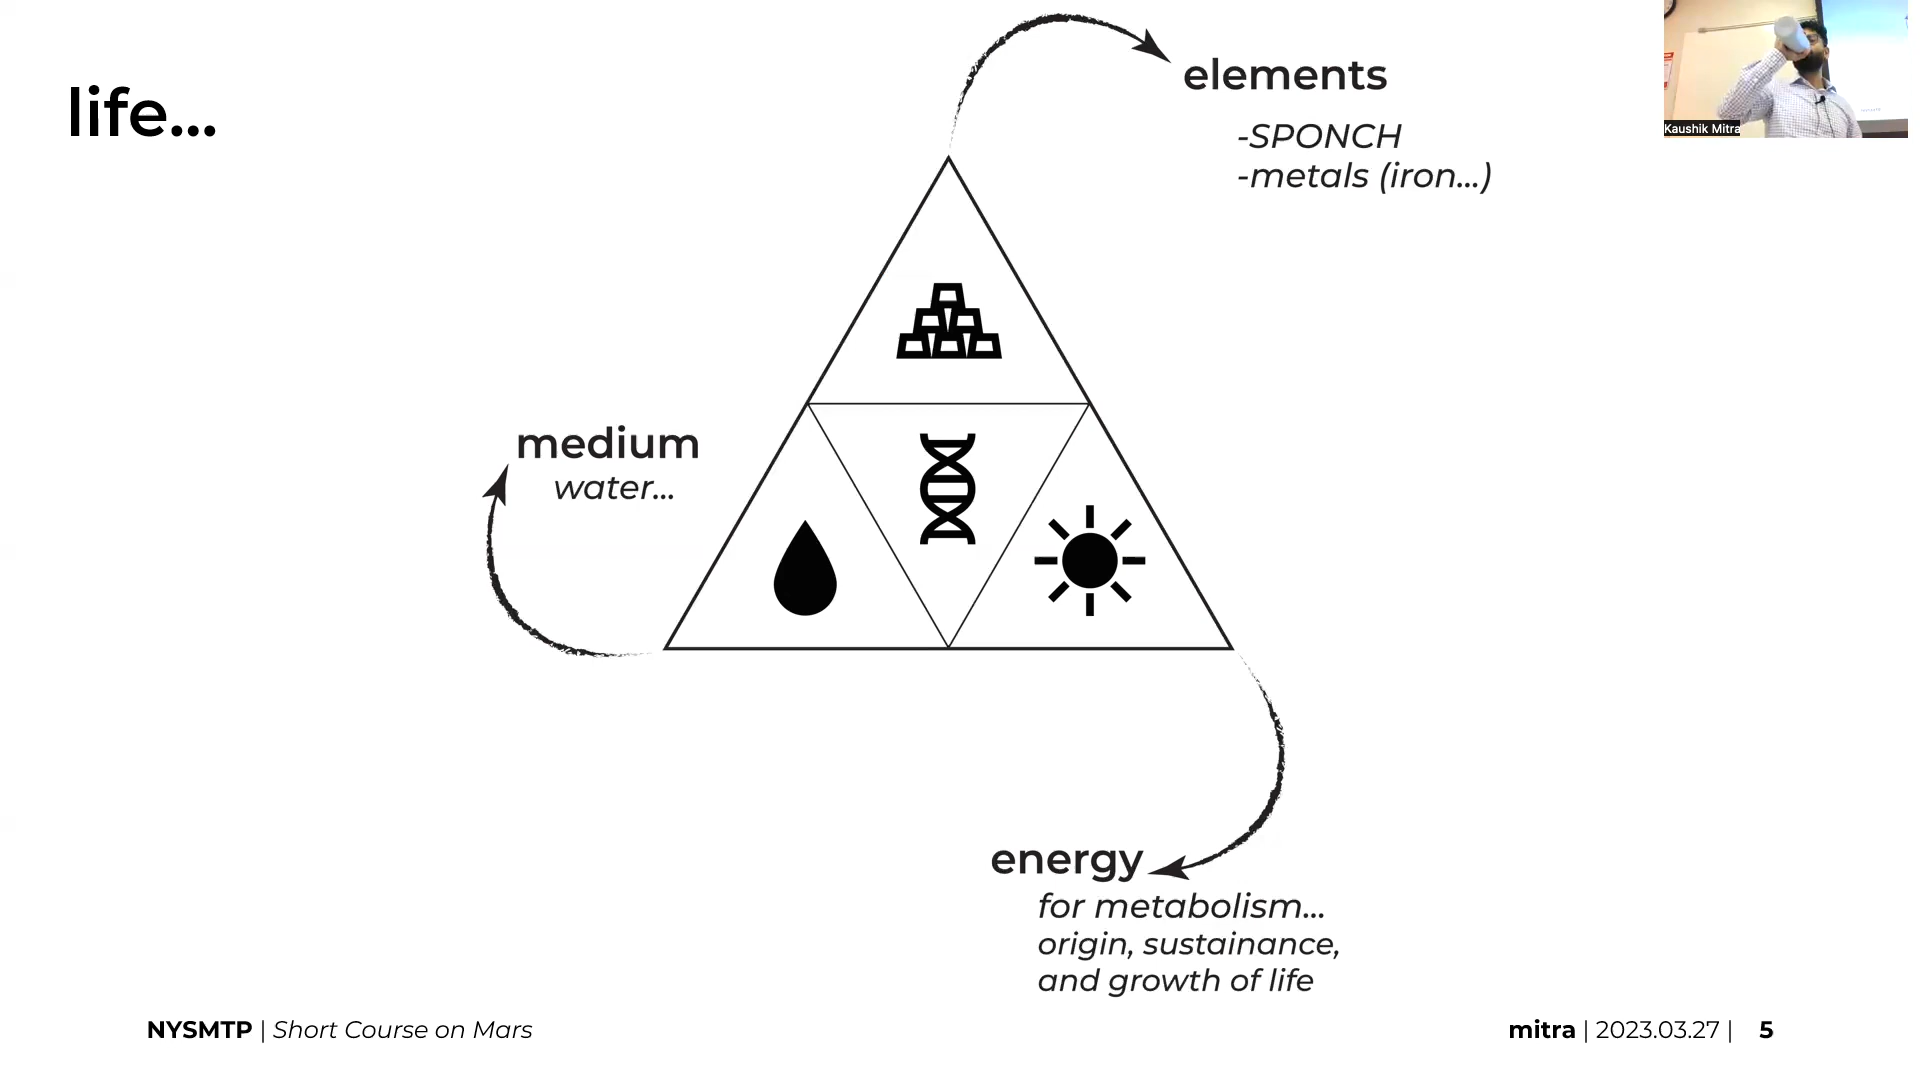 life...
elements
-SPONCH
-metals (iron...)
Kaushik Mitra
medium
water...
energy
for metabolism...
origin, sustainance,
and growth of life
NYSMTP | Short Course on Mars
mitra | 2023.03.27 | 5